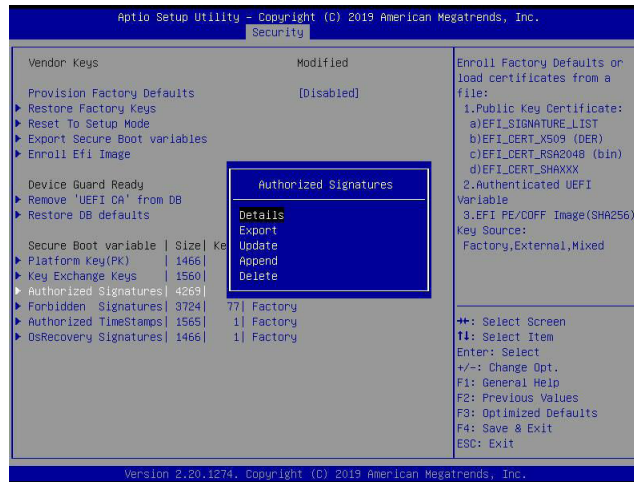 Aptio Setup Utility – Copyright (C) 2019 American Megatrends, Inc.
Security
Vendor Keys Modified
Provision Factory Defaults [Disabled]
Restore Factory Keys
Reset To Setup Mode
Export Secure Boot variables
Enroll Efi Image
Device Guard Ready
Remove 'UEFI CA' from DB
Restore DB defaults
Secure Boot variable | Size| Ke
Platform Key(PK) | 1466|
Key Exchange Keys | 1560|
Authorized Signatures| 4269|
Forbidden Signatures| 3724| 77| Factory
Authorized TimeStamps| 1565| 1| Factory
OsRecovery Signatures| 1466| 1| Factory
Authorized Signatures
Details
Export
Update
Append
Delete
Enroll Factory Defaults or
load certificates from a
file:
1.Public Key Certificate:
a)EFI_SIGNATURE_LIST
b)EFI_CERT_X509 (DER)
c)EFI_CERT_RSA2048 (bin)
d)EFI_CERT_SHAXXX
2.Authenticated UEFI
Variable
3.EFI PE/COFF Image(SHA256)
Key Source:
Factory,External,Mixed
→←: Select Screen
↑↓: Select Item
Enter: Select
+/-: Change Opt.
F1: General Help
F2: Previous Values
F3: Optimized Defaults
F4: Save & Exit
ESC: Exit
Version 2.20.1274. Copyright (C) 2019 American Megatrends, Inc.